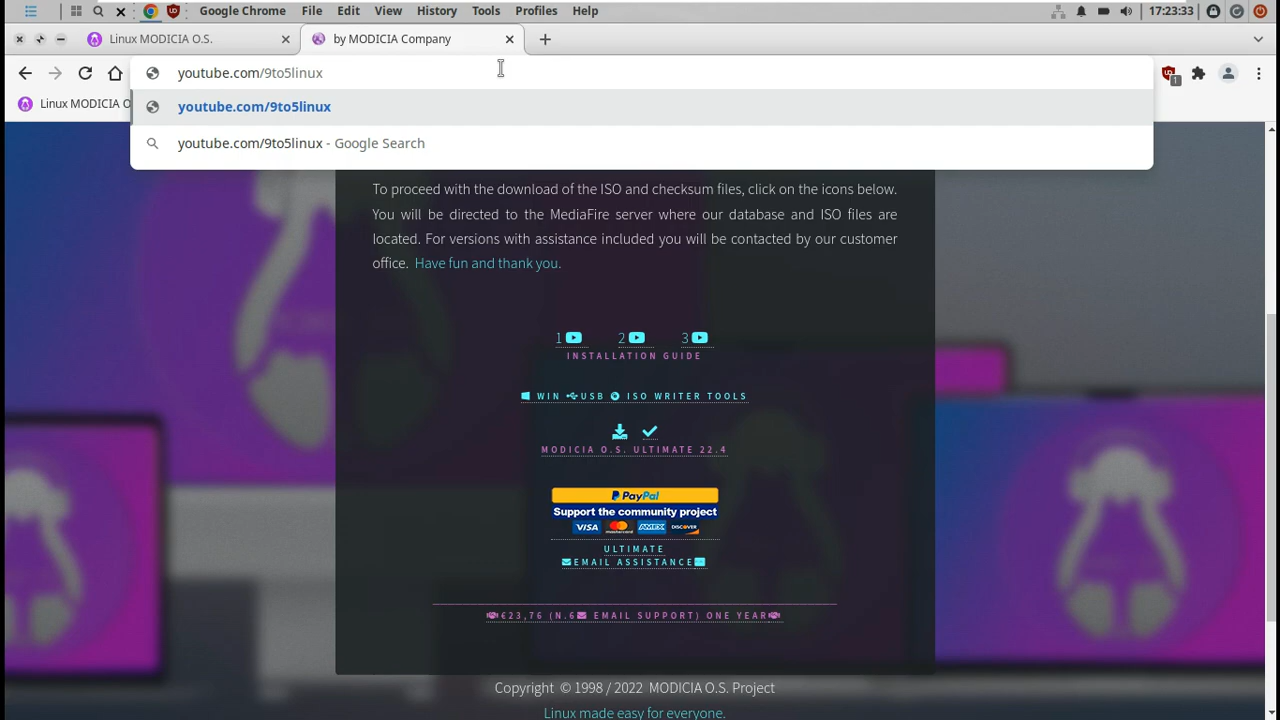 Google Chrome File Edit View History Tools Profiles Help 17:23:33
Linux MODICIA O.S. by MODICIA Company
youtube.com/9to5linux
Linux MODICIA O
youtube.com/9to5linux
youtube.com/9to5linux - Google Search
To proceed with the download of the ISO and checksum files, click on the icons below.
You will be directed to the MediaFire server where our database and ISO files are
located. For versions with assistance included you will be contacted by our customer
office. Have fun and thank you.
1 2 3
INSTALLATION GUIDE
WIN USB ISO WRITER TOOLS
MODICIA O.S. ULTIMATE 22.4
PayPal
Support the community project
VISA mastercard AMEX DISCOVER
ULTIMATE
EMAIL ASSISTANCE
€23,76 (N.6 EMAIL SUPPORT) ONE YEAR
Copyright © 1998 / 2022 MODICIA O.S. Project
Linux made easy for everyone.